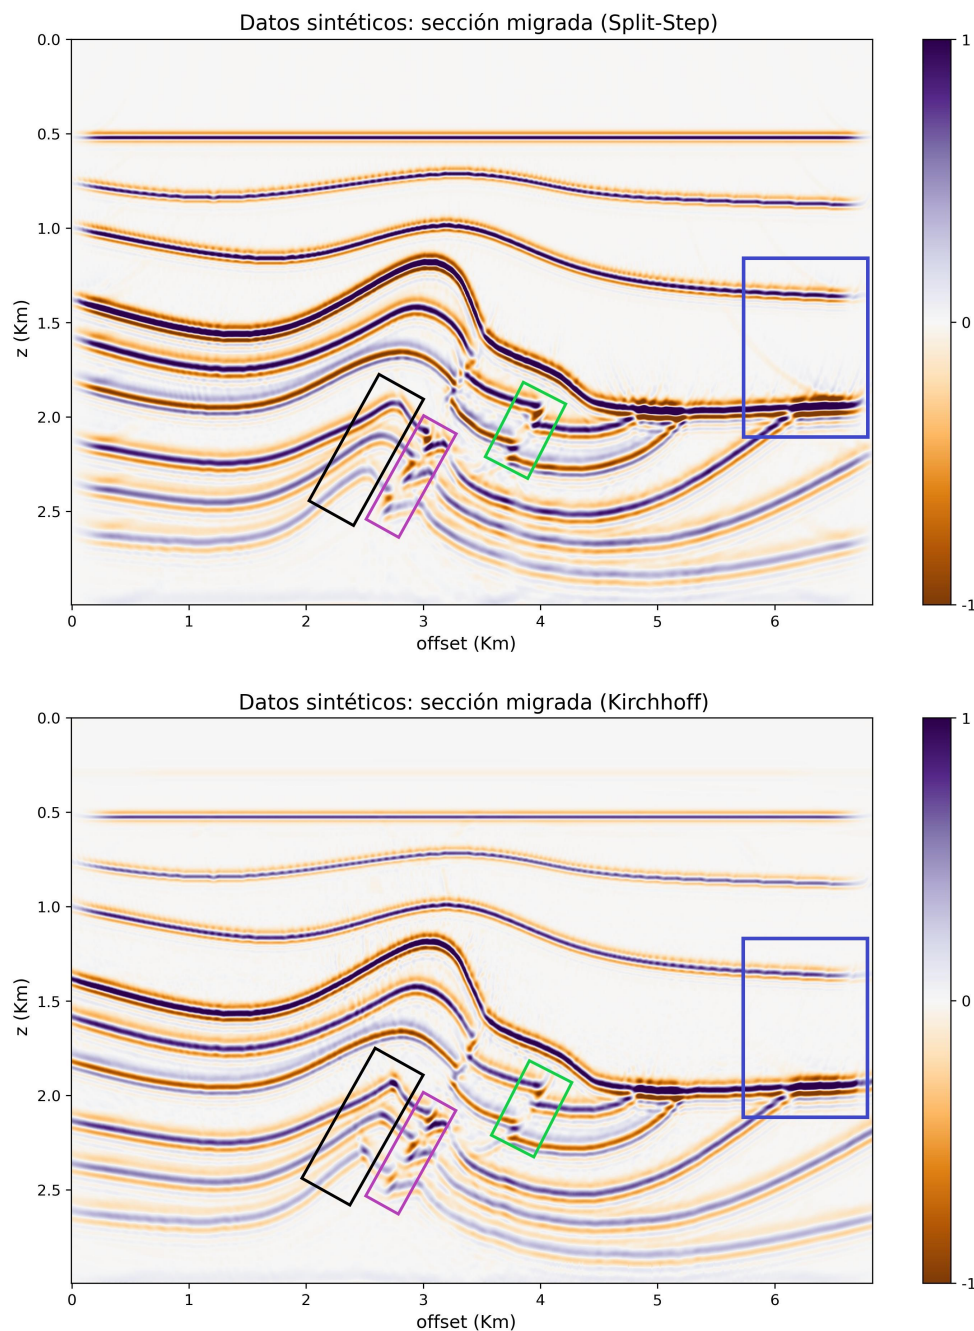 Datos sintéticos: sección migrada (Split-Step)
0.0
0.5
1.0
1.5
2.0
2.5
z (Km)
0 1 2 3 4 5 6
offset (Km)
1
0
-1
Datos sintéticos: sección migrada (Kirchhoff)
0.0
0.5
1.0
1.5
2.0
2.5
z (Km)
0 1 2 3 4 5 6
offset (Km)
1
0
-1